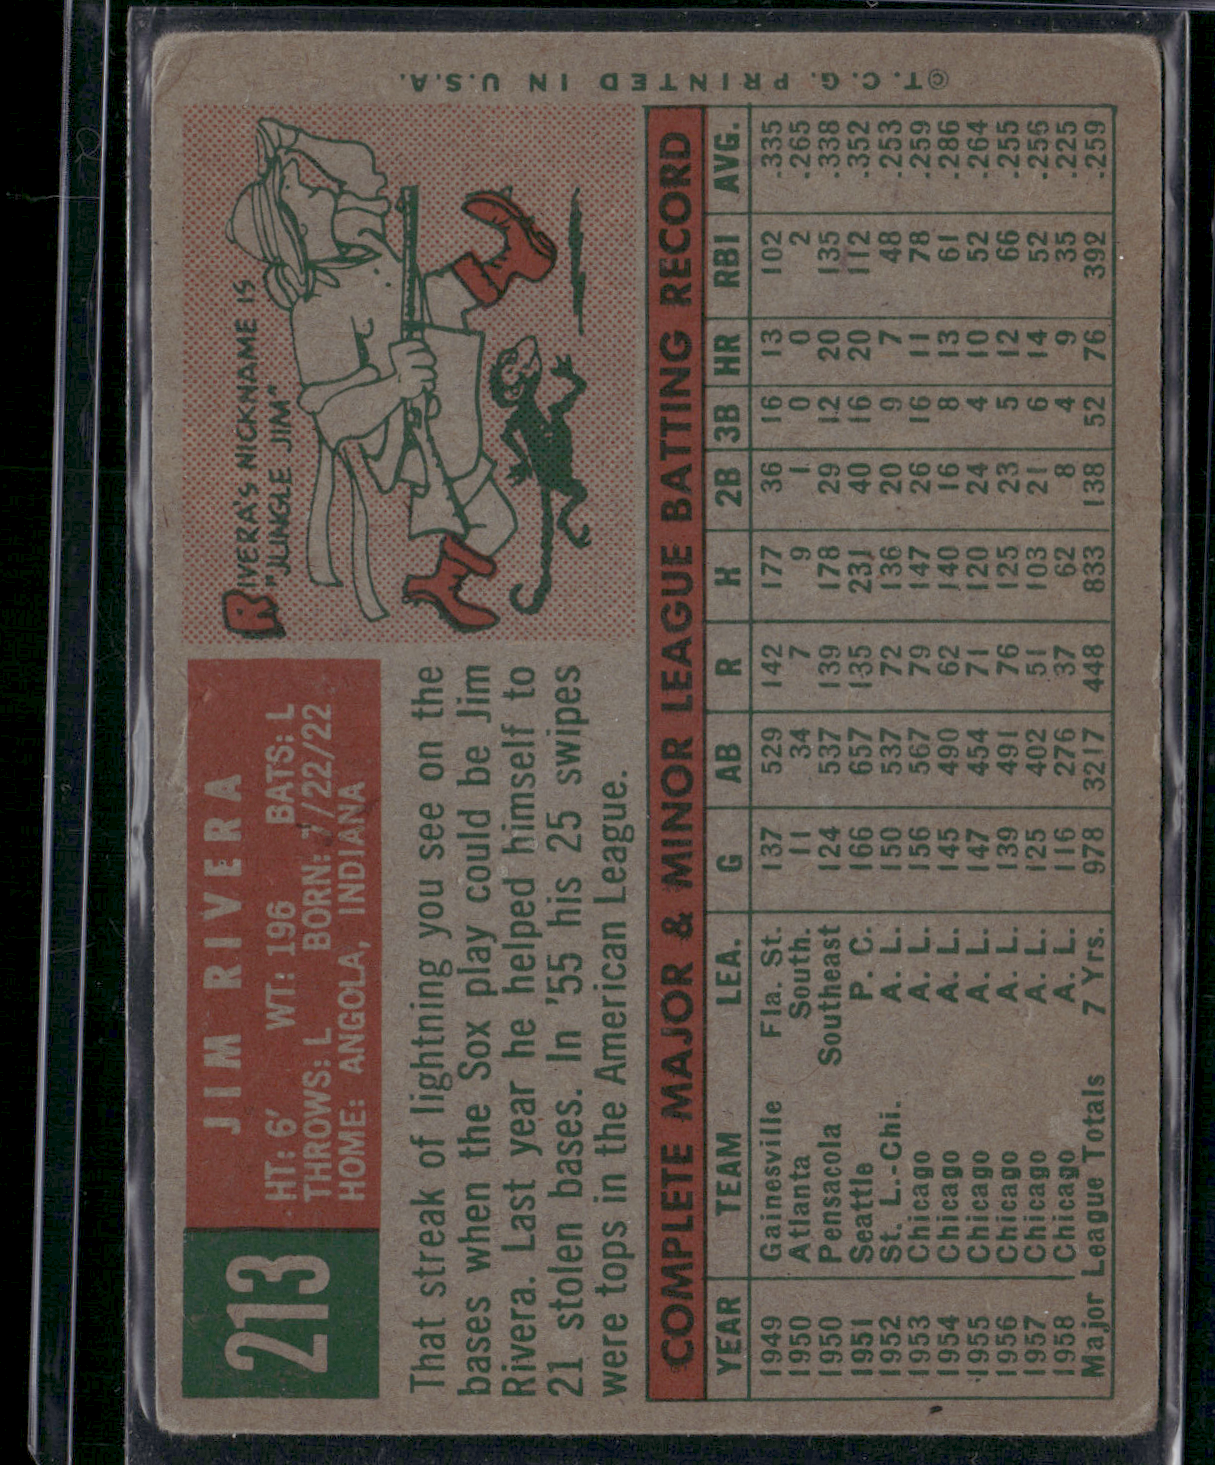 213
JIM RIVERA
HT: 6' WT: 196 BATS: L
THROWS: L BORN: 7/22/22
HOME: ANGOLA, INDIANA
RIVERA'S NICKNAME IS
"JUNGLE JIM"
That streak of lightning you see on the
bases when the Sox play could be Jim
Rivera. Last year he helped himself to
21 stolen bases. In '55 his 25 swipes
were tops in the American League.
COMPLETE MAJOR & MINOR LEAGUE BATTING RECORD
YEAR TEAM LEA. G AB R H 2B 3B HR RBI AVG.
1949 Gainesville Fla. St. 137 529 142 177 36 16 13 102 .335
1950 Atlanta South. 11 34 7 9 1 0 0 2 .265
1950 Pensacola Southeast 124 537 139 178 29 12 20 135 .338
1951 Seattle P. C. 166 657 135 231 40 16 20 112 .352
1952 St. L.-Chi. A. L. 150 537 72 136 20 9 7 48 .253
1953 Chicago A. L. 156 567 79 147 26 16 11 78 .259
1954 Chicago A. L. 145 490 62 140 16 8 13 61 .286
1955 Chicago A. L. 147 454 71 120 24 4 10 52 .264
1956 Chicago A. L. 139 491 76 125 23 5 12 66 .255
1957 Chicago A. L. 125 402 51 103 21 6 14 52 .256
1958 Chicago A. L. 116 276 37 62 8 4 9 35 .225
Major League Totals 7 Yrs. 978 3217 448 833 138 52 76 392 .259
© T. C. G. PRINTED IN U.S.A.